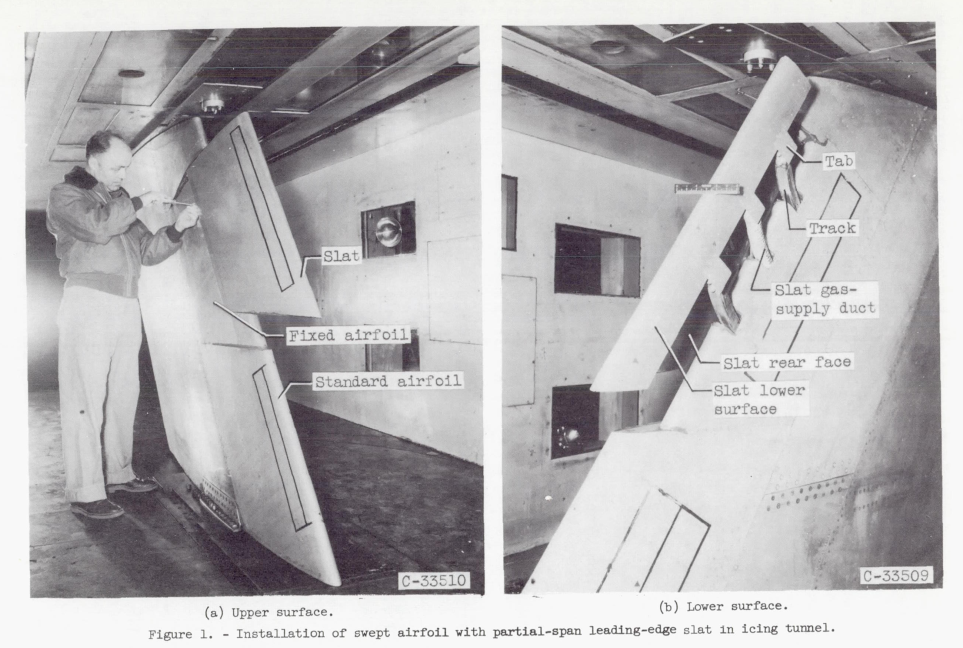 Slat
Fixed airfoil
Standard airfoil
C-33510
Tab
Track
Slat gas-
supply duct
Slat rear face
Slat lower
surface
C-33509
(a) Upper surface.
(b) Lower surface.
Figure 1. - Installation of swept airfoil with partial-span leading-edge slat in icing tunnel.